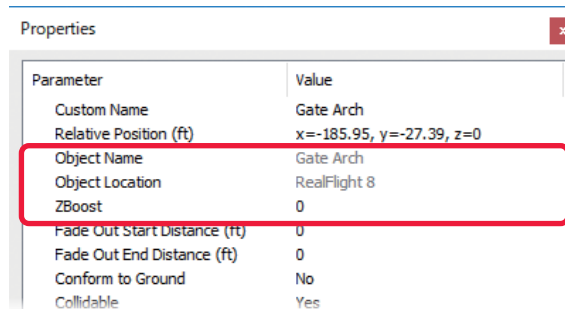 Properties x
Parameter Value
Custom Name Gate Arch
Relative Position (ft) x=-185.95, y=-27.39, z=0
Object Name Gate Arch
Object Location RealFlight 8
ZBoost 0
Fade Out Start Distance (ft) 0
Fade Out End Distance (ft) 0
Conform to Ground No
Collidable Yes